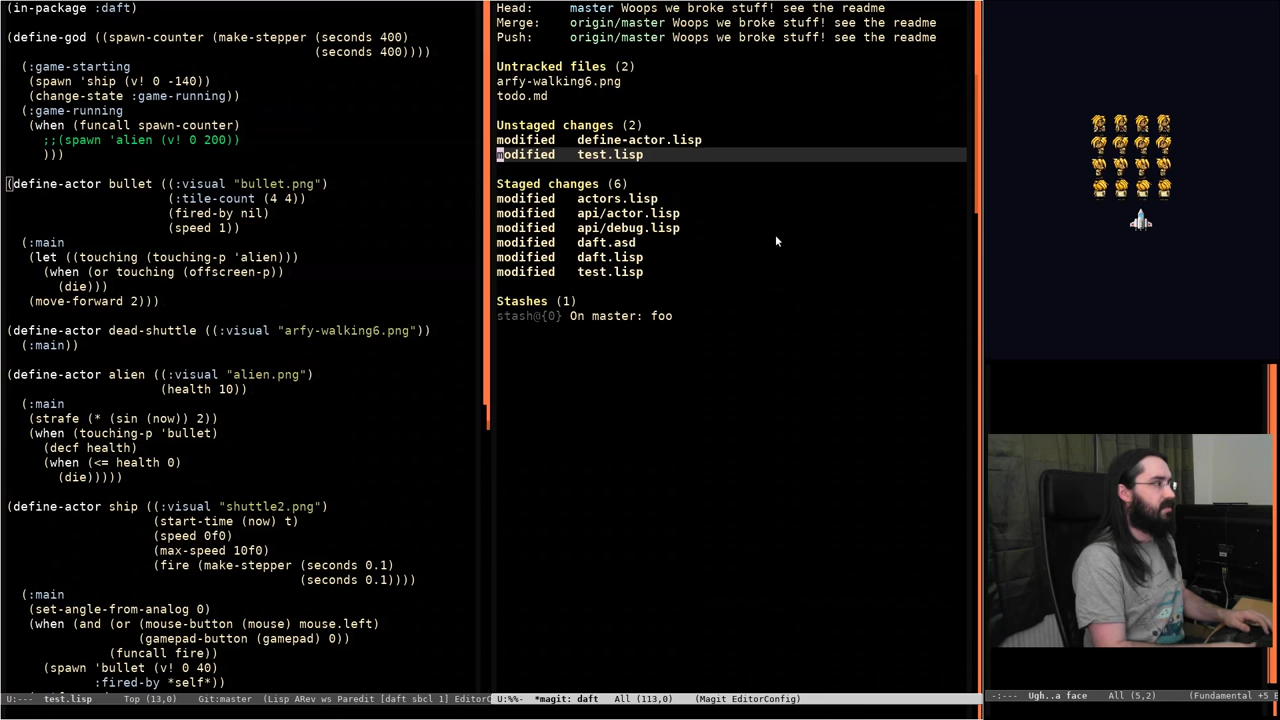 (in-package :daft)
(define-god ((spawn-counter (make-stepper (seconds 400)
(seconds 400))))
(:game-starting
(spawn 'ship (v! 0 -140))
(change-state :game-running))
(:game-running
(when (funcall spawn-counter)
;;(spawn 'alien (v! 0 200))
)))
(define-actor bullet ((:visual "bullet.png")
(:tile-count (4 4))
(fired-by nil)
(speed 1))
(:main
(let ((touching (touching-p 'alien)))
(when (or touching (offscreen-p))
(die)))
(move-forward 2)))
(define-actor dead-shuttle ((:visual "arfy-walking6.png"))
(:main))
(define-actor alien ((:visual "alien.png")
(health 10))
(:main
(strafe (* (sin (now)) 2))
(when (touching-p 'bullet)
(decf health)
(when (<= health 0)
(die)))))
(define-actor ship ((:visual "shuttle2.png")
(start-time (now) t)
(speed 0f0)
(max-speed 10f0)
(fire (make-stepper (seconds 0.1)
(seconds 0.1))))
(:main
(set-angle-from-analog 0)
(when (and (or (mouse-button (mouse) mouse.left)
(gamepad-button (gamepad) 0))
(funcall fire))
(spawn 'bullet (v! 0 40)
:fired-by *self*))
U:--- test.lisp Top (13,0) Git:master (Lisp ARev ws Paredit [daft sbcl 1] EditorC
Head: master Woops we broke stuff! see the readme
Merge: origin/master Woops we broke stuff! see the readme
Push: origin/master Woops we broke stuff! see the readme
Untracked files (2)
arfy-walking6.png
todo.md
Unstaged changes (2)
modified define-actor.lisp
modified test.lisp
Staged changes (6)
modified actors.lisp
modified api/actor.lisp
modified api/debug.lisp
modified daft.asd
modified daft.lisp
modified test.lisp
Stashes (1)
stash@{0} On master: foo
U:%%- *magit: daft All (113,0) (Magit EditorConfig)
-:--- Ugh..a face All (5,2) (Fundamental +5 E